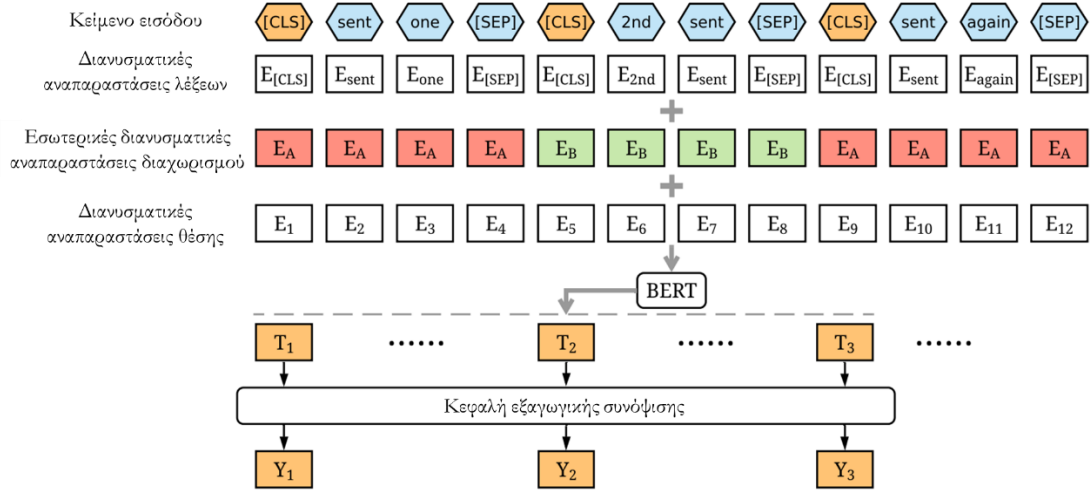 Κείμενο εισόδου [CLS] sent one [SEP] [CLS] 2nd sent [SEP] [CLS] sent again [SEP]
Διανυσματικές
αναπαραστάσεις λέξεων E[CLS] Esent Eone E[SEP] E[CLS] E2nd Esent E[SEP] E[CLS] Esent Eagain E[SEP]
+
Εσωτερικές διανυσματικές
αναπαραστάσεις διαχωρισμού EA EA EA EA EB EB EB EB EA EA EA EA
+
Διανυσματικές
αναπαραστάσεις θέσης E1 E2 E3 E4 E5 E6 E7 E8 E9 E10 E11 E12
BERT
T1 ...... T2 ...... T3 ......
Κεφαλή εξαγωγικής συνόψισης
Y1 Y2 Y3